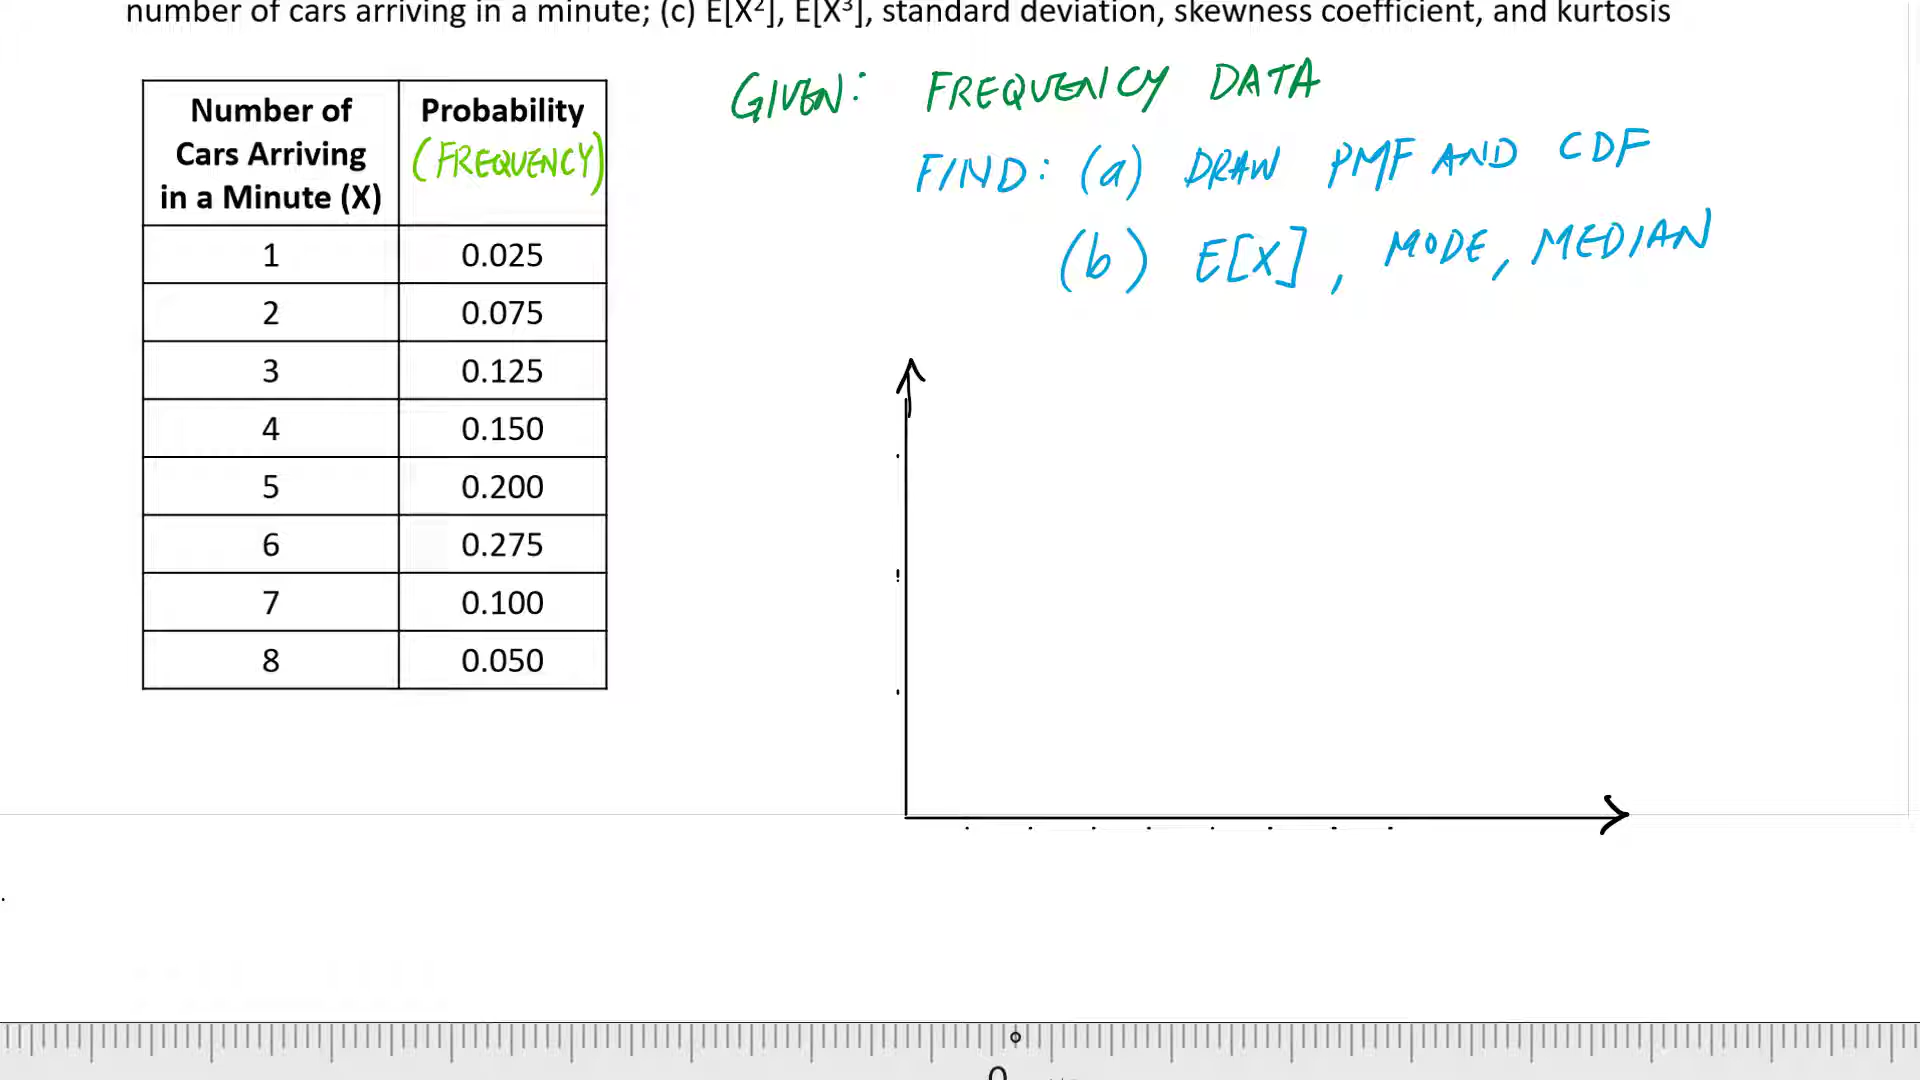 number of cars arriving in a minute; (c) E[X²], E[X³], standard deviation, skewness coefficient, and kurtosis
Number of Cars Arriving in a Minute (X) Probability (FREQUENCY)
1 0.025
2 0.075
3 0.125
4 0.150
5 0.200
6 0.275
7 0.100
8 0.050
GIVEN: FREQUENCY DATA
FIND: (a) DRAW PMF AND CDF
(b) E[X], MODE, MEDIAN